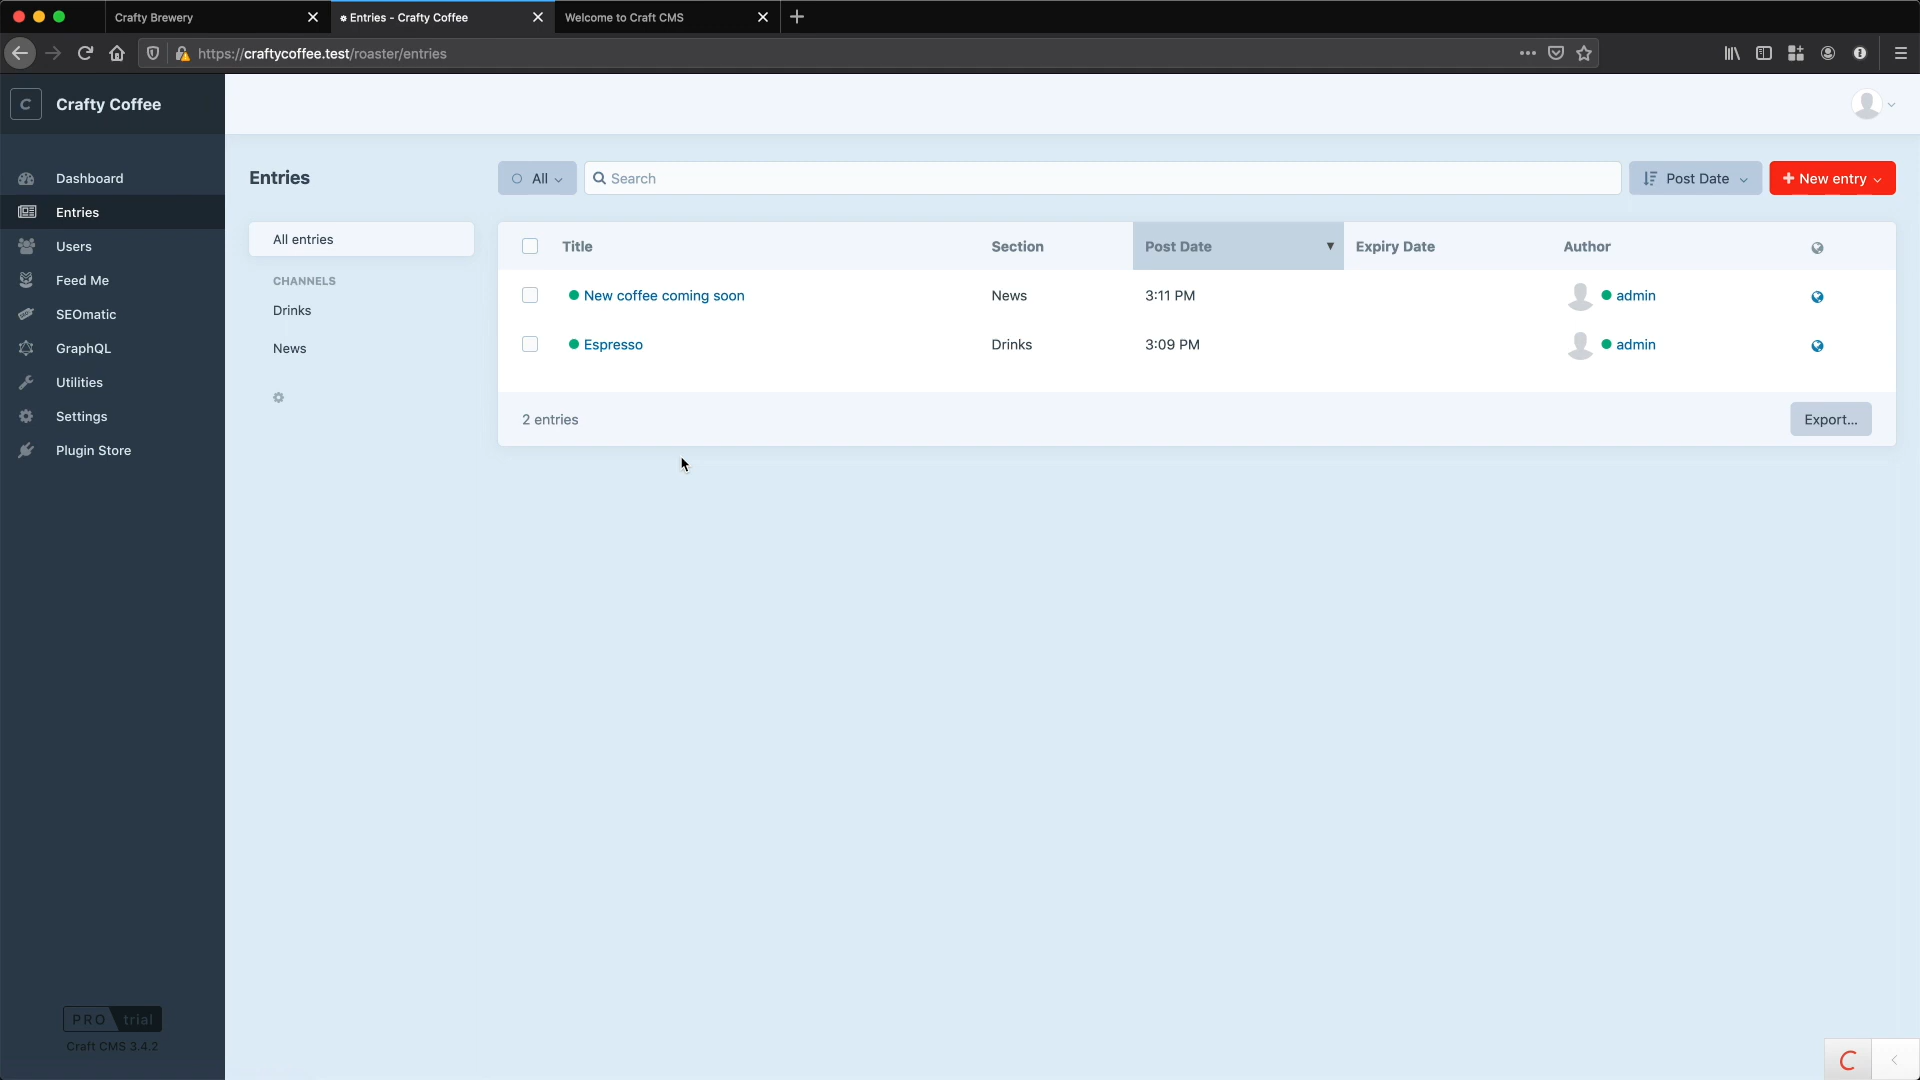 Crafty Brewery
Entries - Crafty Coffee
Welcome to Craft CMS
https://craftycoffee.test/roaster/entries
C
Crafty Coffee
Dashboard
Entries
Users
Feed Me
SEOmatic
GraphQL
Utilities
Settings
Plugin Store
PRO trial
Craft CMS 3.4.2
Entries
All
Search
Post Date
New entry
All entries
CHANNELS
Drinks
News
Title Section Post Date Expiry Date Author
New coffee coming soon News 3:11 PM admin
Espresso Drinks 3:09 PM admin
2 entries
Export...
C